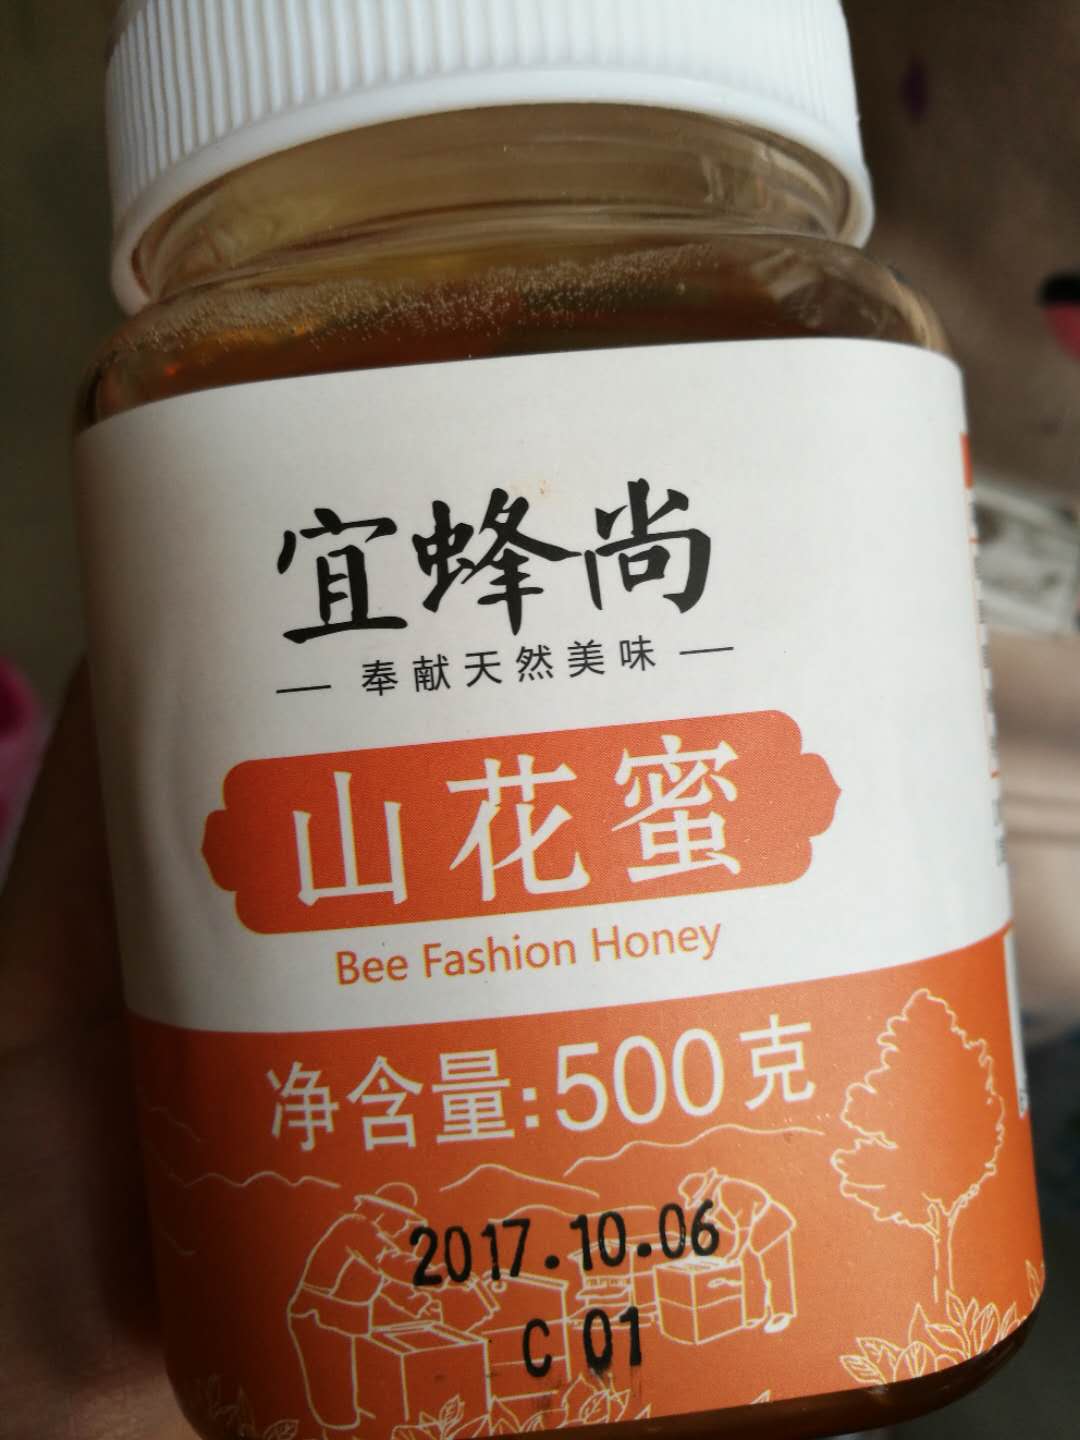 宜蜂尚
奉献天然美味
山花蜜
Bee Fashion Honey
净含量:500克
2017.10.06
C 01